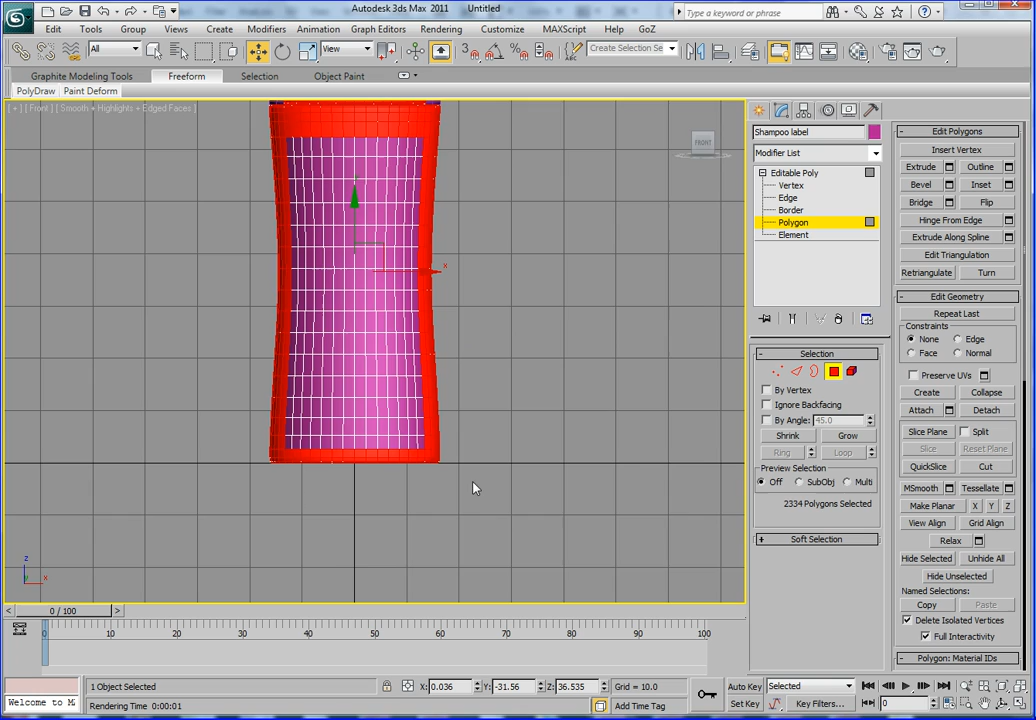 Autodesk 3ds Max 2011 Untitled
Type a keyword or phrase
Edit Tools Group Views Create Modifiers Animation Graph Editors Rendering Customize MAXScript Help GoZ
All View 3 Create Selection Se
Graphite Modeling Tools Freeform Selection Object Paint
PolyDraw Paint Deform
[ + ] [ Front ] [ Smooth + Highlights + Edged Faces ]
FRONT
x
z
x
Shampoo label
Modifier List
Editable Poly
Vertex
Edge
Border
Polygon
Element
- Selection
By Vertex
Ignore Backfacing
By Angle: 45.0
Shrink Grow
Ring Loop
Preview Selection
Off SubObj Multi
2334 Polygons Selected
+ Soft Selection
- Edit Polygons
Insert Vertex
Extrude Outline
Bevel Inset
Bridge Flip
Hinge From Edge
Extrude Along Spline
Edit Triangulation
Retriangulate Turn
- Edit Geometry
Repeat Last
Constraints
None Edge
Face Normal
Preserve UVs
Create Collapse
Attach Detach
Slice Plane Split
Slice Reset Plane
QuickSlice Cut
MSmooth Tessellate
Make Planar X Y Z
View Align Grid Align
Relax
Hide Selected Unhide All
Hide Unselected
Named Selections:
Copy Paste
Delete Isolated Vertices
Full Interactivity
- Polygon: Material IDs
< 0 / 100 >
0 10 20 30 40 50 60 70 80 90 100
1 Object Selected X: 0.036 Y: -31.56 Z: 36.535 Grid = 10.0 Auto Key Selected
Welcome to M Rendering Time 0:00:01 Add Time Tag Set Key Key Filters... 0